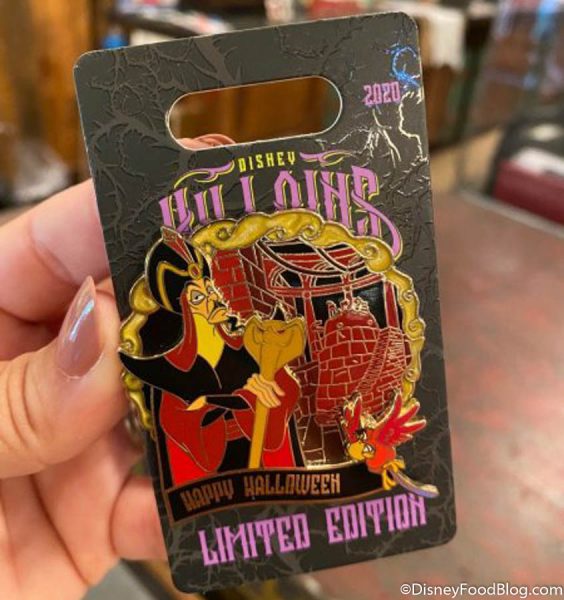 2020
DISNEY
VILLAINS
HAPPY HALLOWEEN
LIMITED EDITION
©DisneyFoodBlog.com